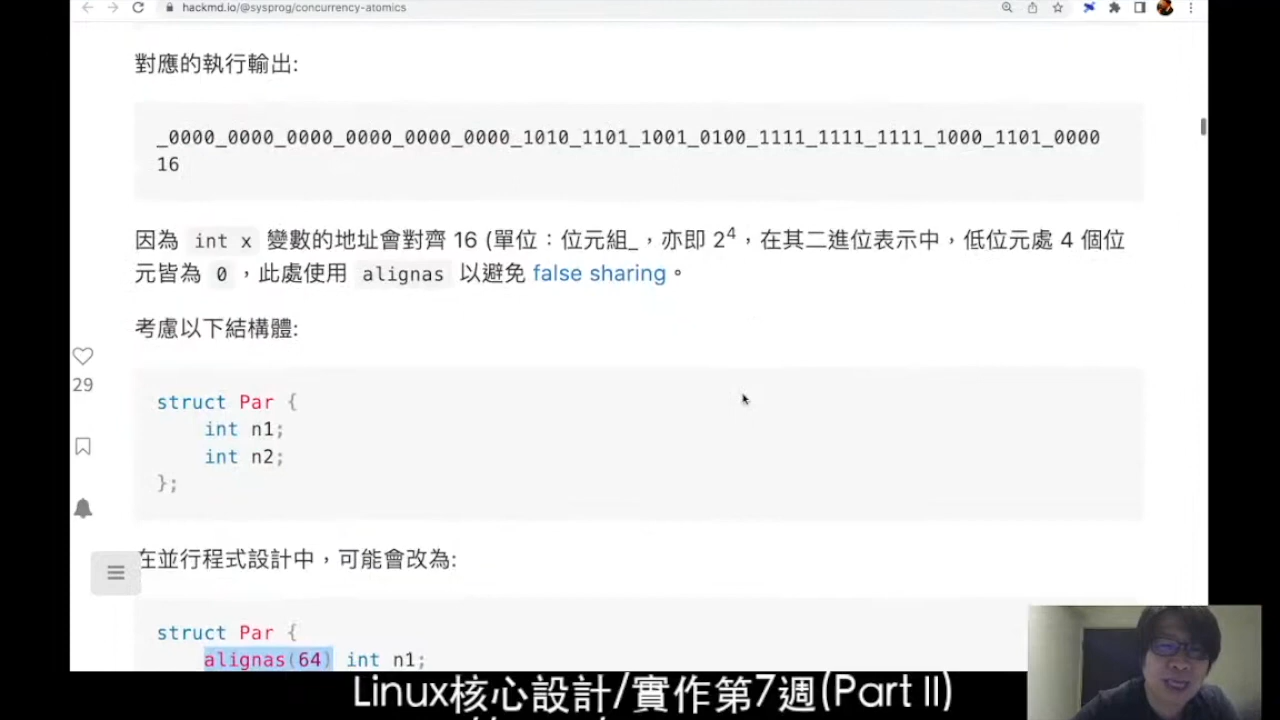 hackmd.io/@sysprog/concurrency-atomics
對應的執行輸出:
_0000_0000_0000_0000_0000_0000_1010_1101_1001_0100_1111_1111_1111_1000_1101_0000
16
因為 int x 變數的地址會對齊 16 (單位：位元組_，亦即 2⁴，在其二進位表示中，低位元處 4 個位
元皆為 0 ，此處使用 alignas 以避免 false sharing。
考慮以下結構體:
29
struct Par {
int n1;
int n2;
};
在並行程式設計中，可能會改為:
struct Par {
alignas(64) int n1;
Linux核心設計/實作第7週(Part II)